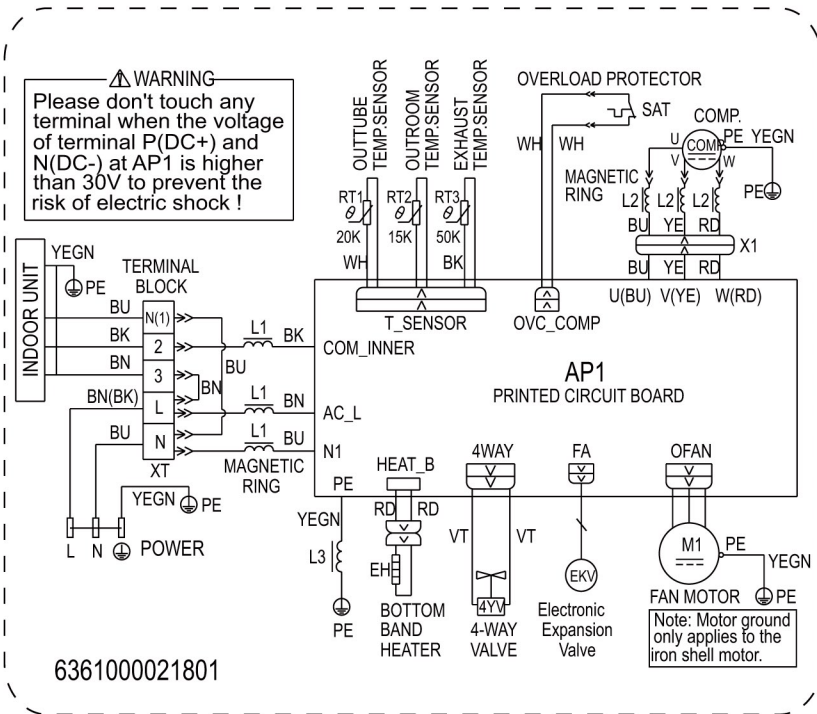 WARNING
Please don't touch any
terminal when the voltage
of terminal P(DC+) and
N(DC-) at AP1 is higher
than 30V to prevent the
risk of electric shock !
OUTTUBE
TEMP.SENSOR
OUTROOM
TEMP.SENSOR
EXHAUST
TEMP.SENSOR
RT1
RT2
RT3
θ
θ
θ
20K
15K
50K
WH
BK
T_SENSOR
OVERLOAD PROTECTOR
SAT
WH
WH
OVC_COMP
COMP.
U
COMP
PE
YEGN
V
W
PE
MAGNETIC
RING
L2
L2
L2
BU
YE
RD
X1
BU
YE
RD
U(BU)
V(YE)
W(RD)
INDOOR UNIT
YEGN
PE
TERMINAL
BLOCK
BU
N(1)
BK
2
BN
3
BN(BK)
L
BU
N
XT
BN
BU
L1
BK
COM_INNER
L1
BN
AC_L
L1
BU
N1
MAGNETIC
RING
AP1
PRINTED CIRCUIT BOARD
YEGN
PE
L
N
POWER
PE
YEGN
L3
PE
HEAT_B
RD
RD
EH
BOTTOM
BAND
HEATER
4WAY
VT
VT
4YV
4-WAY
VALVE
FA
EKV
Electronic
Expansion
Valve
OFAN
M1
PE
YEGN
FAN MOTOR
PE
Note: Motor ground
only applies to the
iron shell motor.
6361000021801